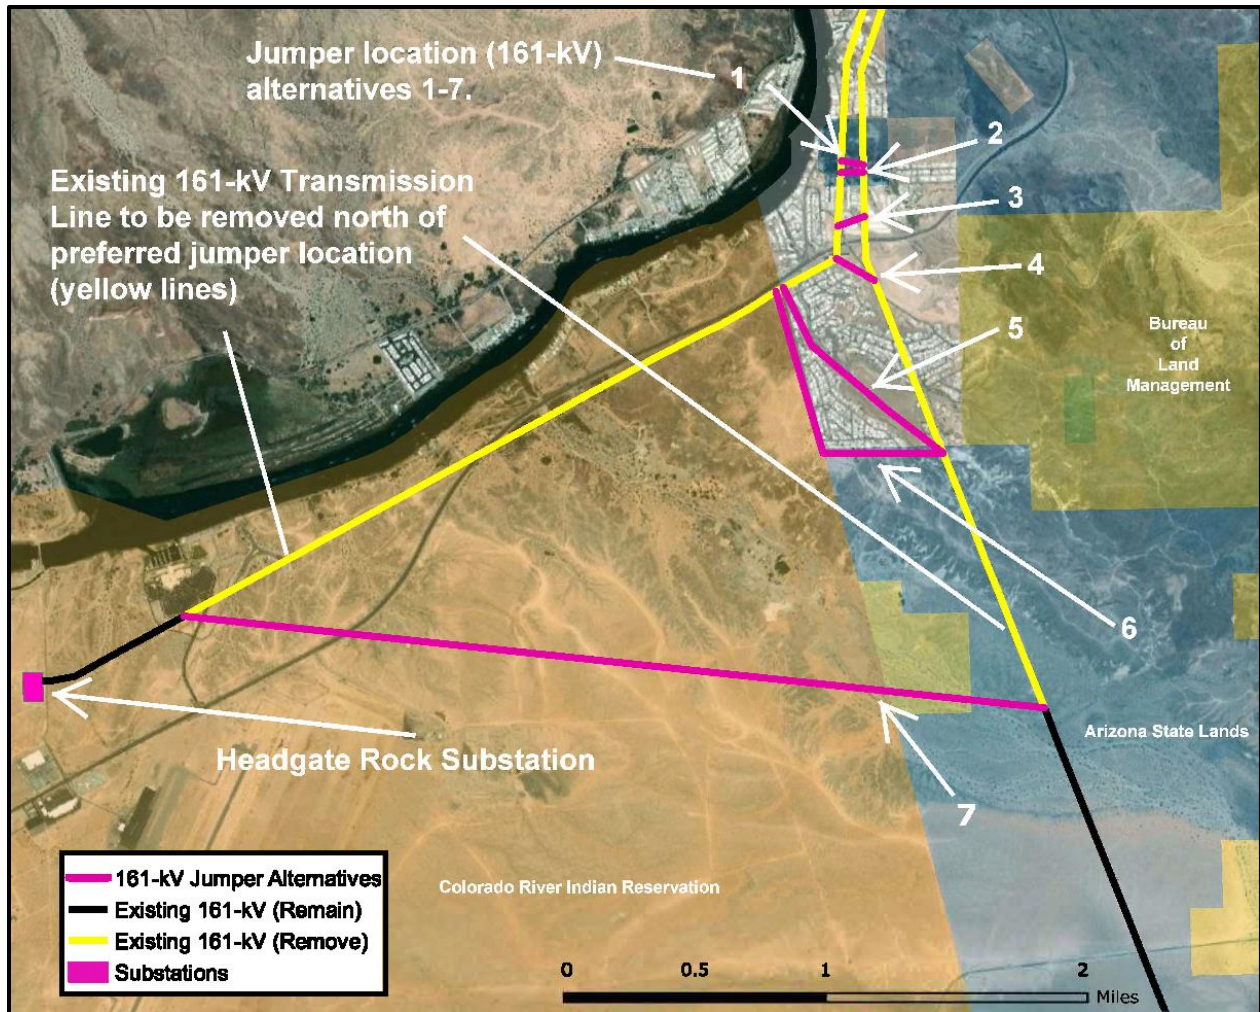 Jumper location (161-kV)
alternatives 1-7.
1
2
Existing 161-kV Transmission
Line to be removed north of
preferred jumper location
(yellow lines)
3
4
5
Bureau
of
Land
Management
6
Arizona State Lands
Headgate Rock Substation
7
161-kV Jumper Alternatives
Existing 161-kV (Remain)
Existing 161-kV (Remove)
Substations
Colorado River Indian Reservation
0 0.5 1 2
Miles